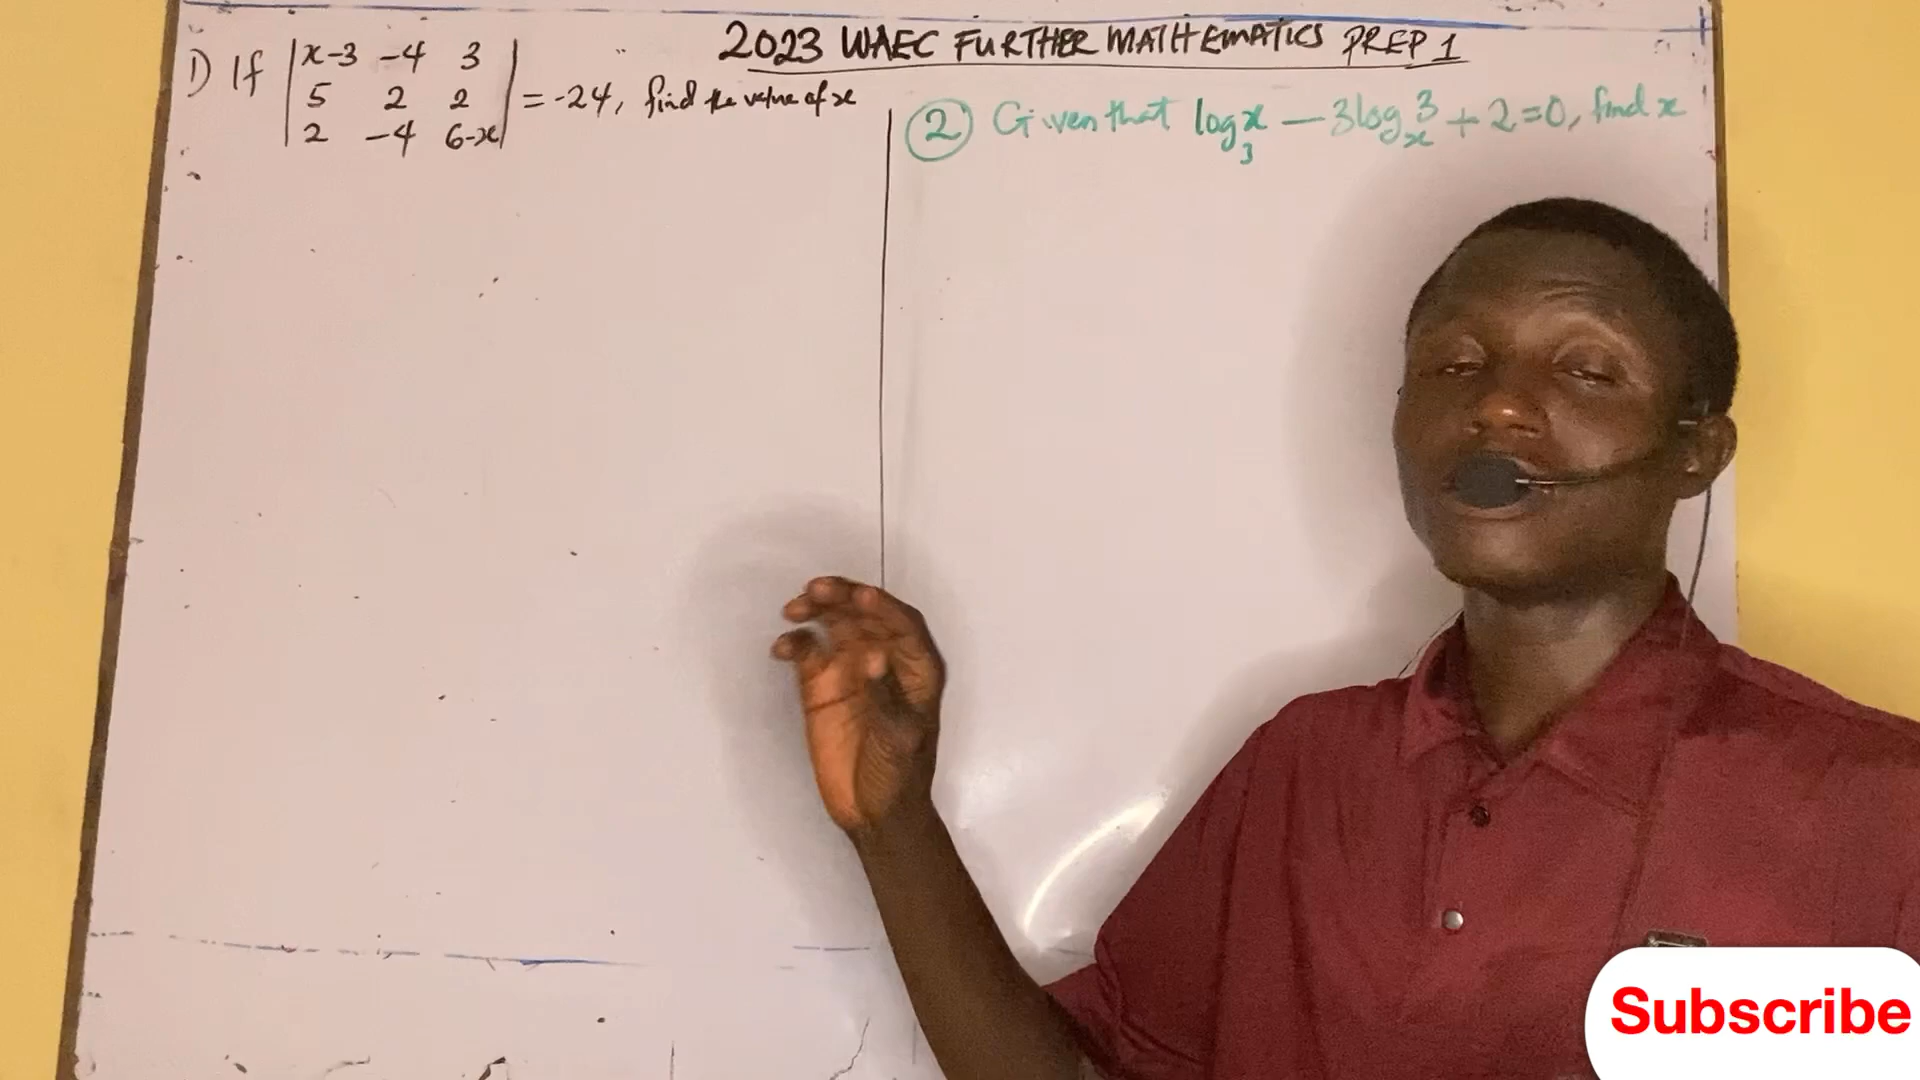 2023 WAEC FURTHER MATHEMATICS PREP 1
1) If | x-3 -4 3 |
| 5 2 2 | = -24, find the value of x
| 2 -4 6-x |
② Given that log₃x - 3logₓ3 + 2 = 0, find x
Subscribe